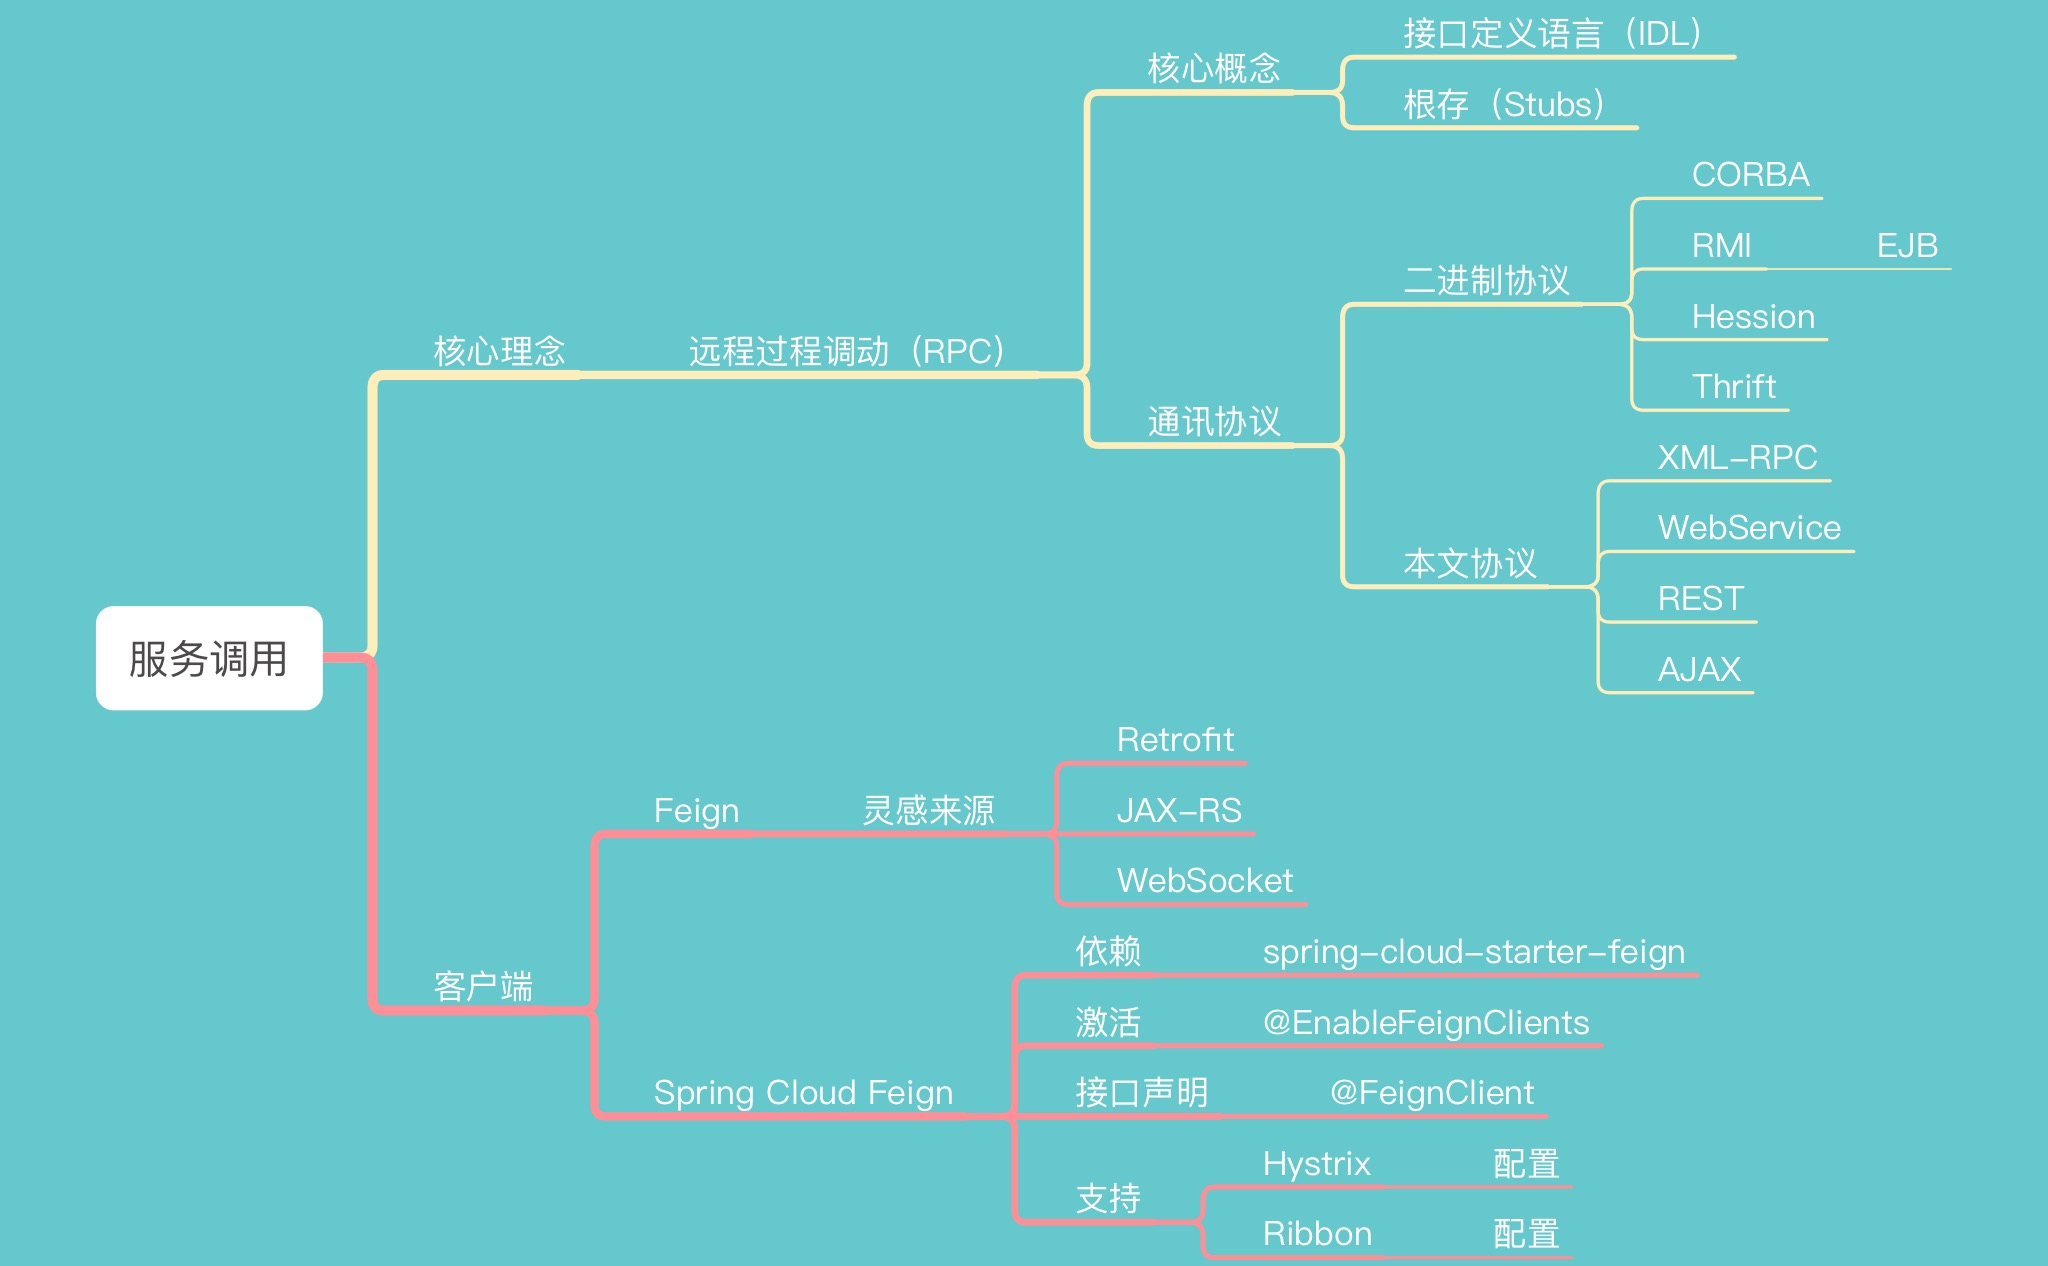 服务调用
核心理念
远程过程调动（RPC）
核心概念
接口定义语言（IDL）
根存（Stubs）
通讯协议
二进制协议
CORBA
RMI
EJB
Hession
Thrift
本文协议
XML-RPC
WebService
REST
AJAX
客户端
Feign
灵感来源
Retrofit
JAX-RS
WebSocket
Spring Cloud Feign
依赖
spring-cloud-starter-feign
激活
@EnableFeignClients
接口声明
@FeignClient
支持
Hystrix
配置
Ribbon
配置